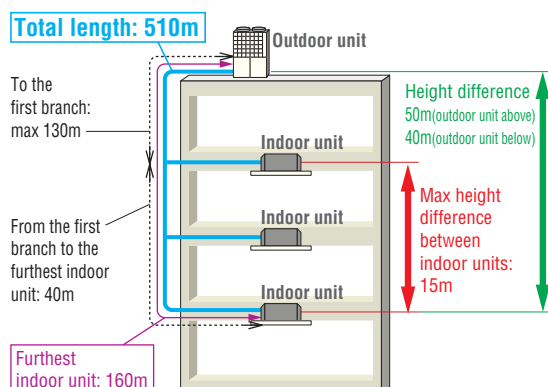 Total length: 510m
Outdoor unit
To the
first branch:
max 130m
Height difference
50m(outdoor unit above)
40m(outdoor unit below)
Indoor unit
Max height
difference
between
indoor units:
15m
From the first
branch to the
furthest indoor
unit: 40m
Indoor unit
Indoor unit
Furthest
indoor unit: 160m